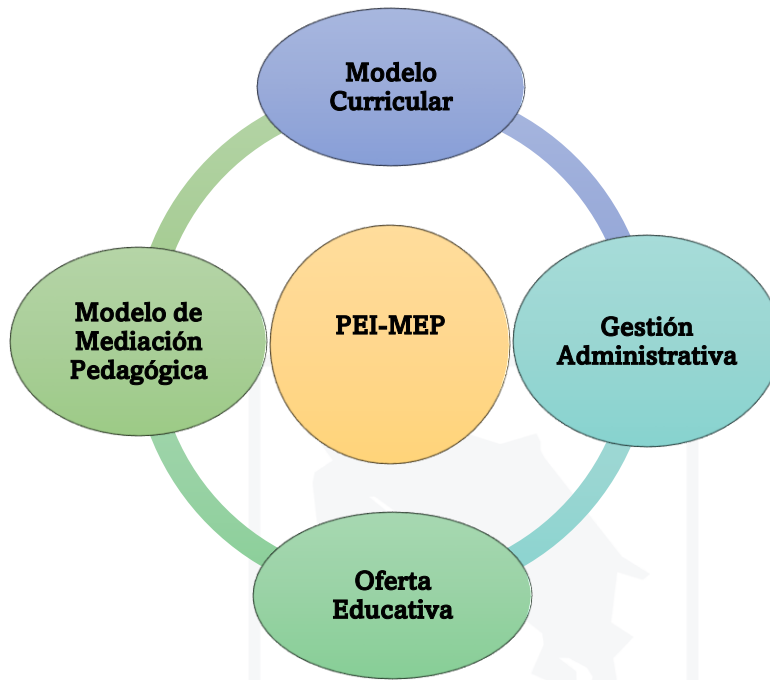 Modelo
Curricular
Modelo de
Mediación
Pedagógica
PEI-MEP
Gestión
Administrativa
Oferta
Educativa